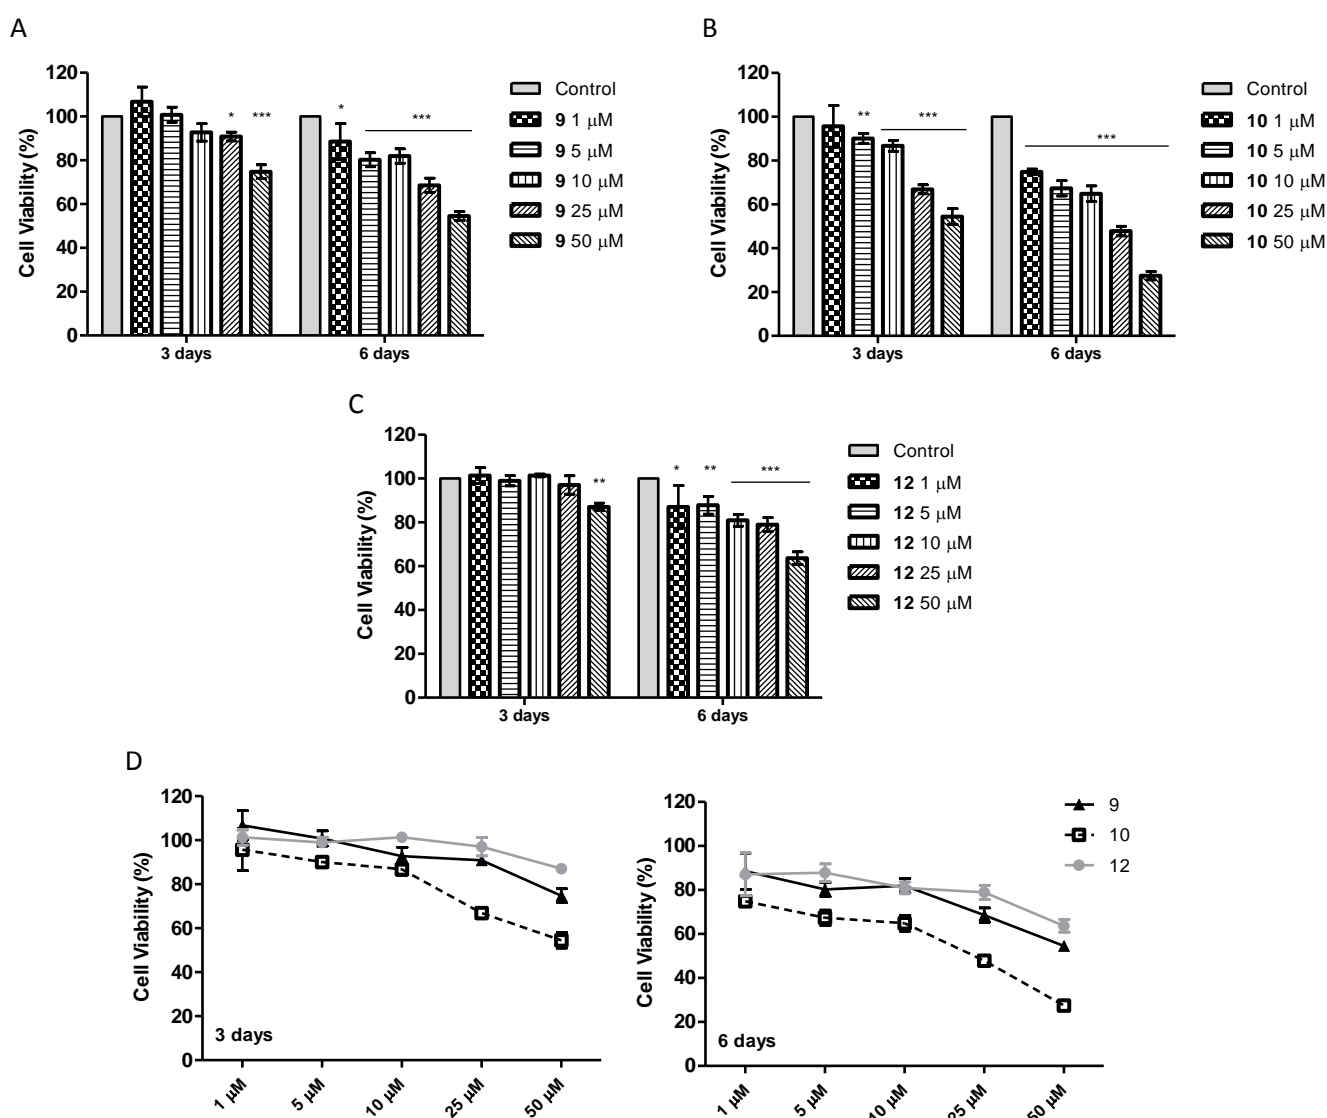 A
120
100
80
60
40
20
0
Cell Viability (%)
* *** * ***
3 days 6 days
Control
9 1 μM
9 5 μM
9 10 μM
9 25 μM
9 50 μM
B
120
100
80
60
40
20
0
Cell Viability (%)
** *** ***
3 days 6 days
Control
10 1 μM
10 5 μM
10 10 μM
10 25 μM
10 50 μM
C
120
100
80
60
40
20
0
Cell Viability (%)
** * ** ***
3 days 6 days
Control
12 1 μM
12 5 μM
12 10 μM
12 25 μM
12 50 μM
D
120
100
80
60
40
20
0
Cell Viability (%)
3 days
1 μM 5 μM 10 μM 25 μM 50 μM
120
100
80
60
40
20
0
Cell Viability (%)
6 days
1 μM 5 μM 10 μM 25 μM 50 μM
9
10
12